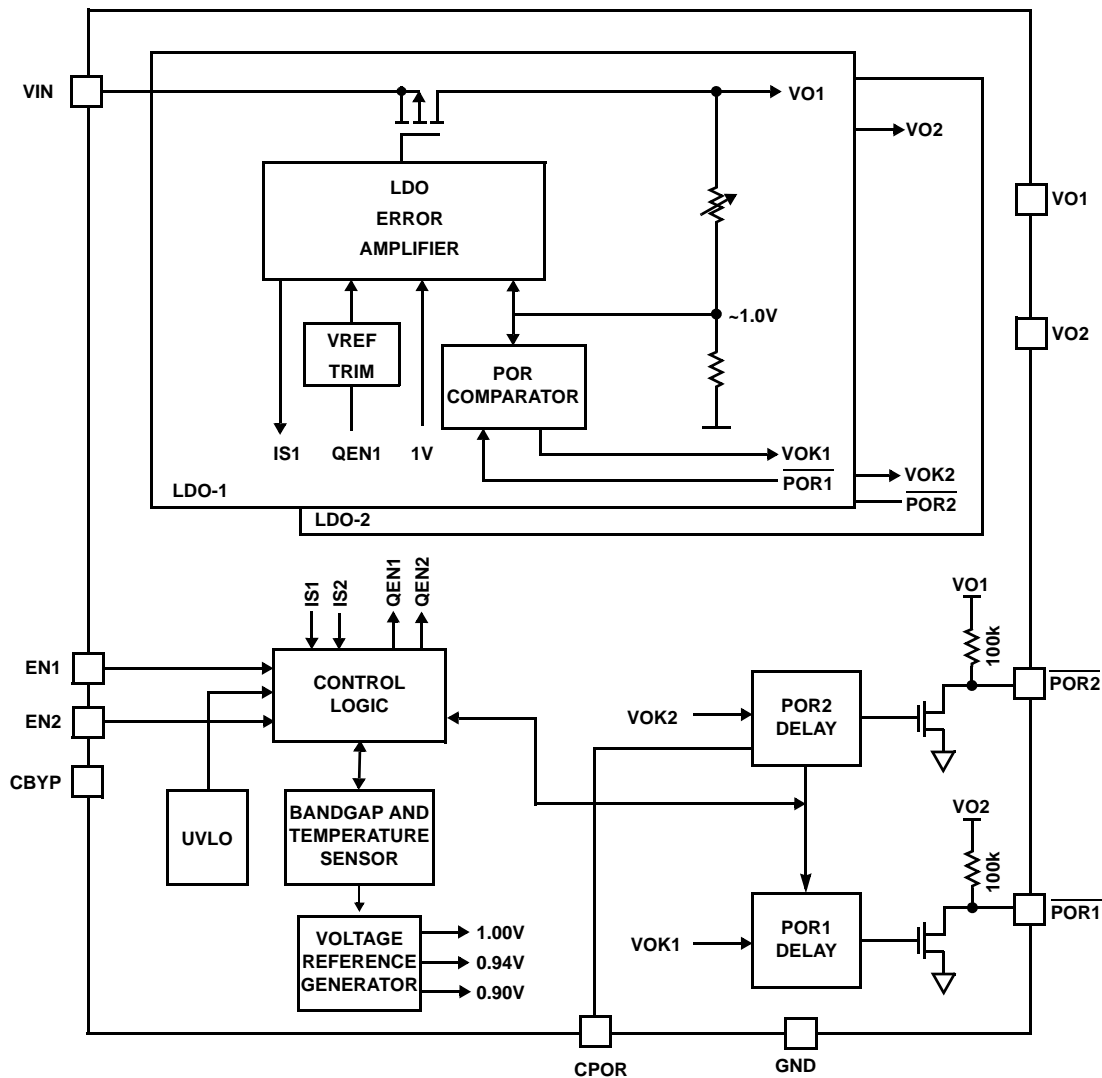 VIN
VO1
VO2
LDO
ERROR
AMPLIFIER
VO1
~1.0V
VREF
TRIM
POR
COMPARATOR
VO2
IS1
QEN1
1V
VOK1
POR1
VOK2
POR2
LDO-1
LDO-2
IS1
IS2
QEN1
QEN2
VO1
100k
EN1
CONTROL
LOGIC
POR2
EN2
VOK2
POR2
DELAY
CBYP
UVLO
BANDGAP AND
TEMPERATURE
SENSOR
VO2
100k
POR1
VOLTAGE
REFERENCE
GENERATOR
1.00V
0.94V
0.90V
VOK1
POR1
DELAY
CPOR
GND